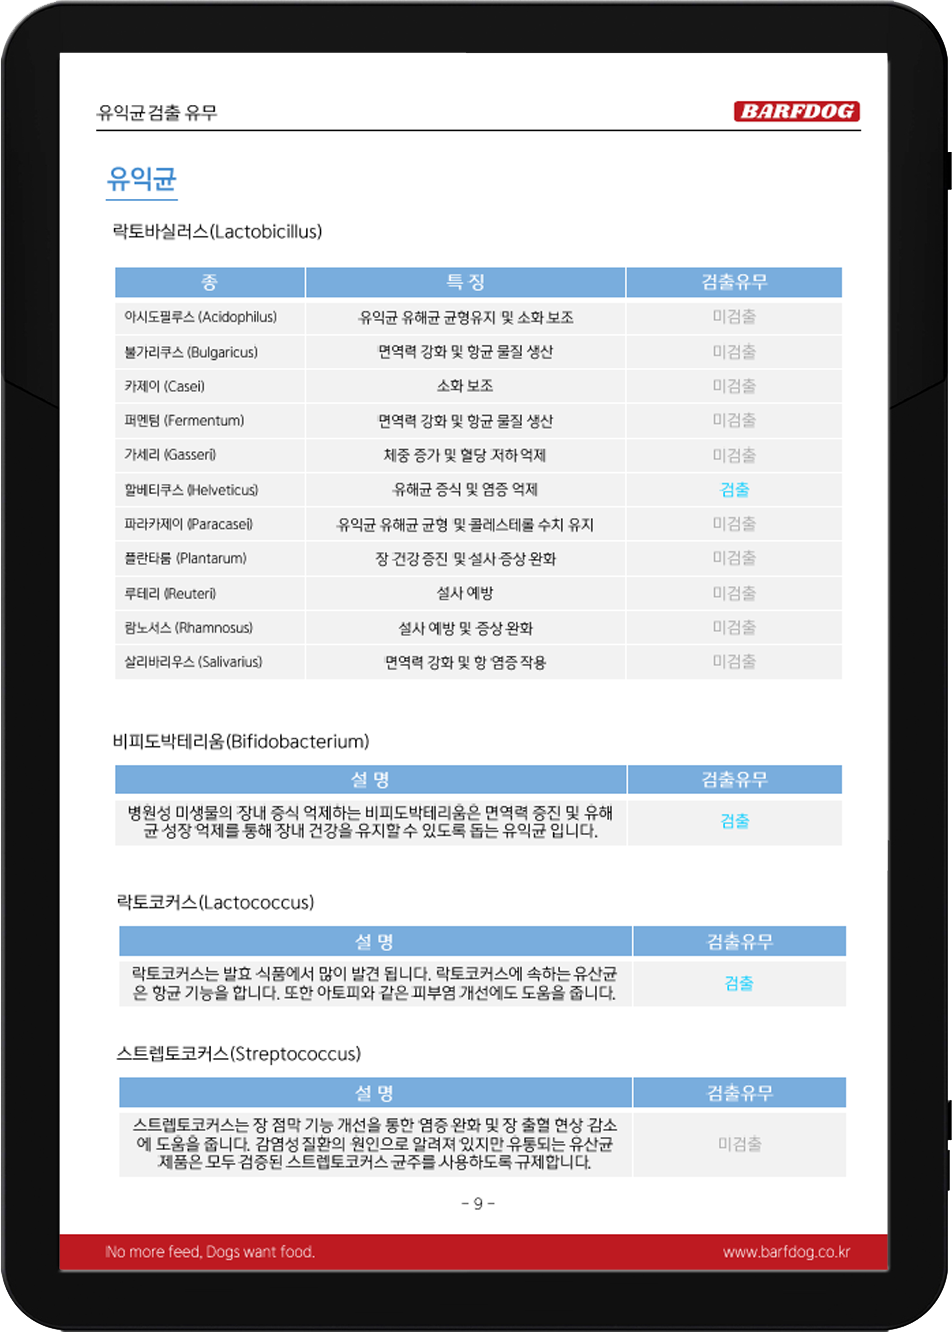 유익균 검출 유무
BARFDOG
유익균
락토바실러스(Lactobicillus)
종 특 징 검출유무
아시도필루스 (Acidophilus) 유익균 유해균 균형유지 및 소화 보조 미검출
불가리쿠스 (Bulgaricus) 면역력 강화 및 항균 물질 생산 미검출
카제이 (Casei) 소화 보조 미검출
퍼멘텀 (Fermentum) 면역력 강화 및 항균 물질 생산 미검출
가세리 (Gasseri) 체중 증가 및 혈당 저하 억제 미검출
할베티쿠스 (Helveticus) 유해균 증식 및 염증 억제 검출
파라카제이 (Paracasei) 유익균 유해균 균형 및 콜레스테롤 수치 유지 미검출
플란타룸 (Plantarum) 장 건강 증진 및 설사 증상 완화 미검출
루테리 (Reuteri) 설사 예방 미검출
람노서스 (Rhamnosus) 설사 예방 및 증상 완화 미검출
살리바리우스 (Salivarius) 면역력 강화 및 항 염증 작용 미검출
비피도박테리움(Bifidobacterium)
설 명 검출유무
병원성 미생물의 장내 증식 억제하는 비피도박테리움은 면역력 증진 및 유해
균 성장 억제를 통해 장내 건강을 유지할 수 있도록 돕는 유익균 입니다.
검출
락토코커스(Lactococcus)
설 명 검출유무
락토코커스는 발효 식품에서 많이 발견 됩니다. 락토코커스에 속하는 유산균
은 항균 기능을 합니다. 또한 아토피와 같은 피부염 개선에도 도움을 줍니다.
검출
스트렙토코커스(Streptococcus)
설 명 검출유무
스트렙토코커스는 장 점막 기능 개선을 통한 염증 완화 및 장 출혈 현상 감소
에 도움을 줍니다. 감염성 질환의 원인으로 알려져 있지만 유통되는 유산균
제품은 모두 검증된 스트렙토코커스 균주를 사용하도록 규제합니다.
미검출
- 9 -
No more feed, Dogs want food.
www.barfdog.co.kr